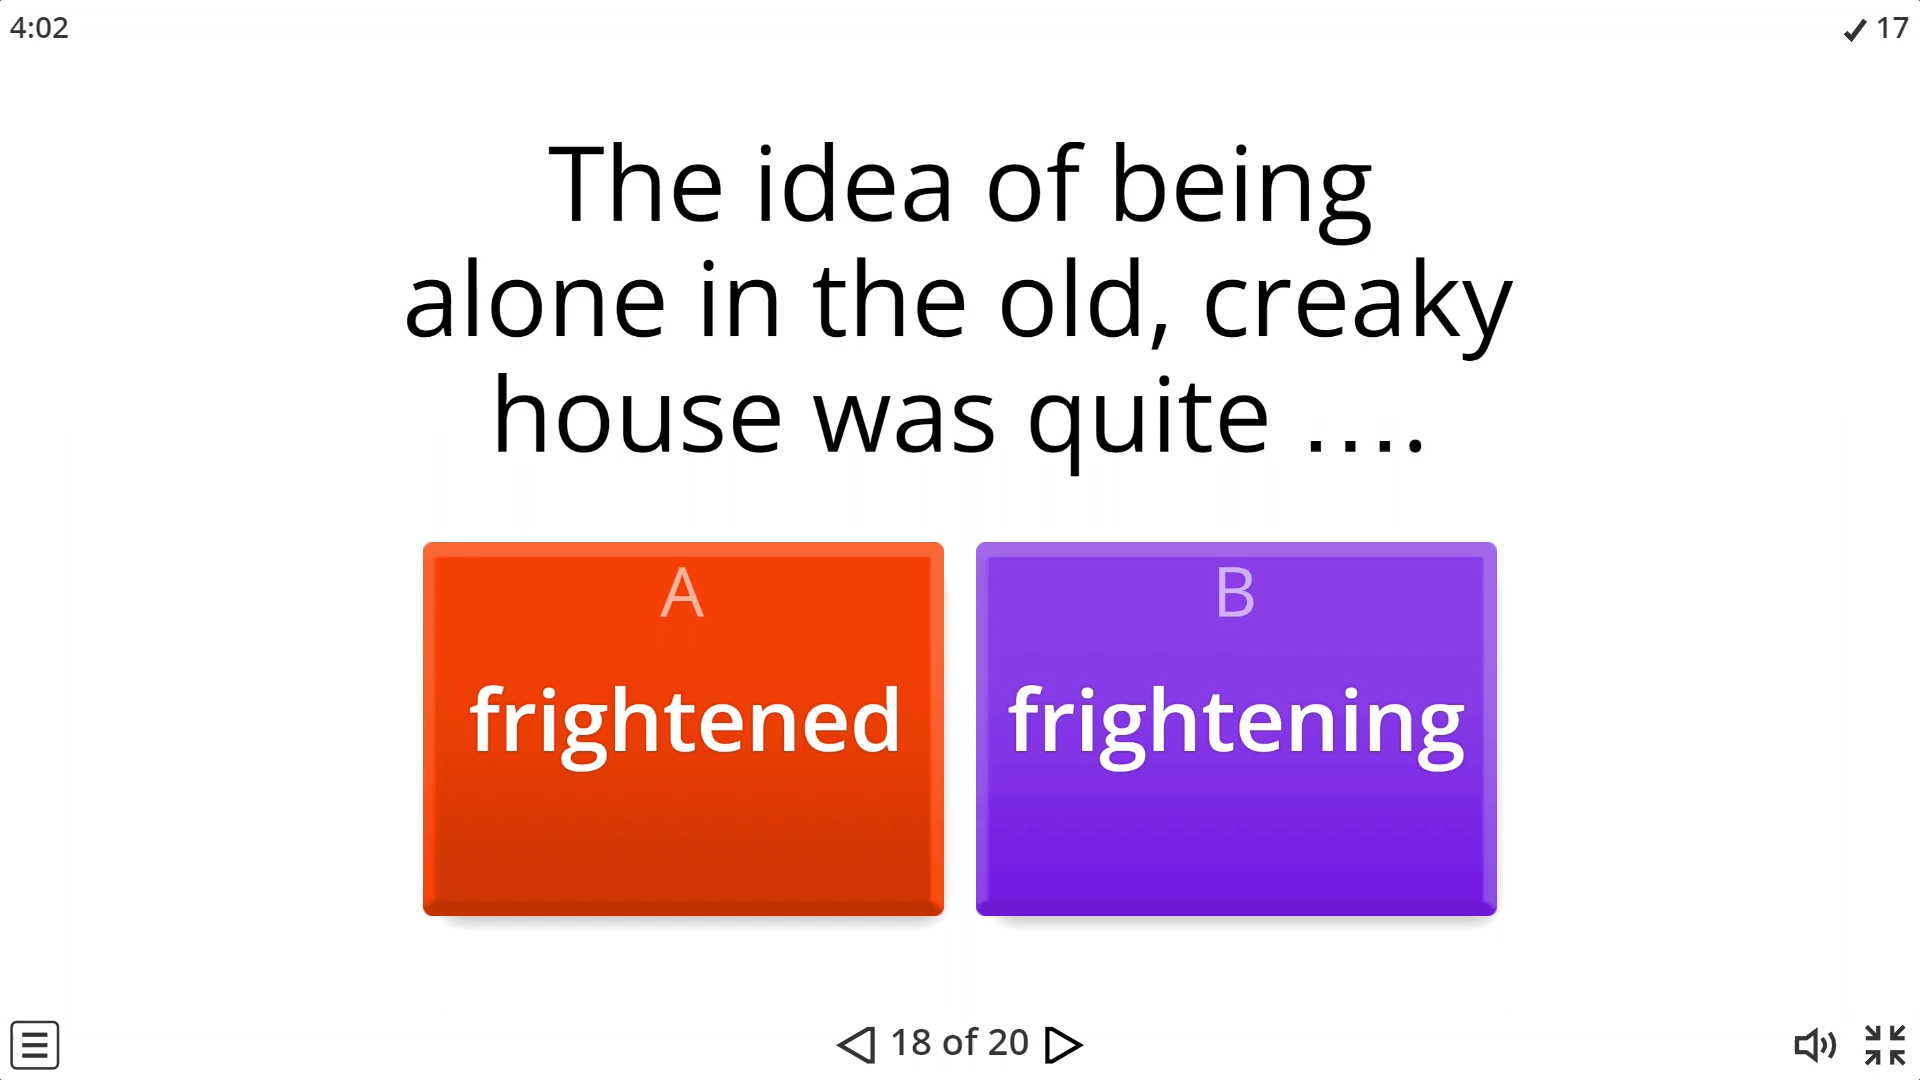 4:02
✓ 17
The idea of being
alone in the old, creaky
house was quite ....
A
frightened
B
frightening
18 of 20